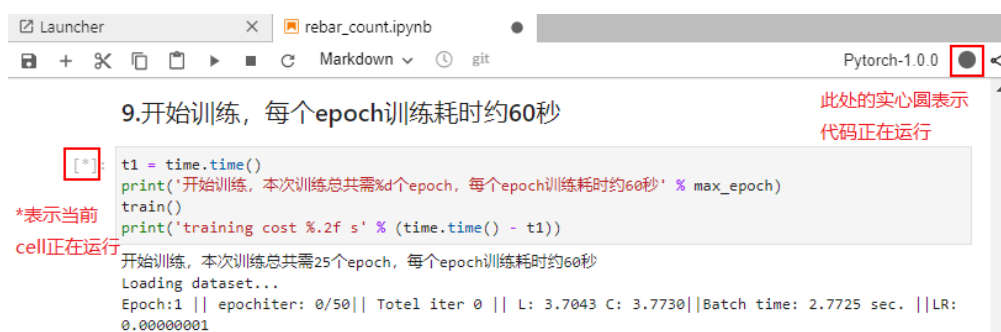 Launcher
rebar_count.ipynb
Markdown
git
Pytorch-1.0.0
9.开始训练，每个epoch训练耗时约60秒
此处的实心圆表示
代码正在运行
[*]:
t1 = time.time()
print('开始训练，本次训练总共需%d个epoch，每个epoch训练耗时约60秒' % max_epoch)
train()
print('training cost %.2f s' % (time.time() - t1))
*表示当前
cell正在运行
开始训练，本次训练总共需25个epoch，每个epoch训练耗时约60秒
Loading dataset...
Epoch:1 || epochiter: 0/50|| Totel iter 0 || L: 3.7043 C: 3.7730||Batch time: 2.7725 sec. ||LR:
0.00000001